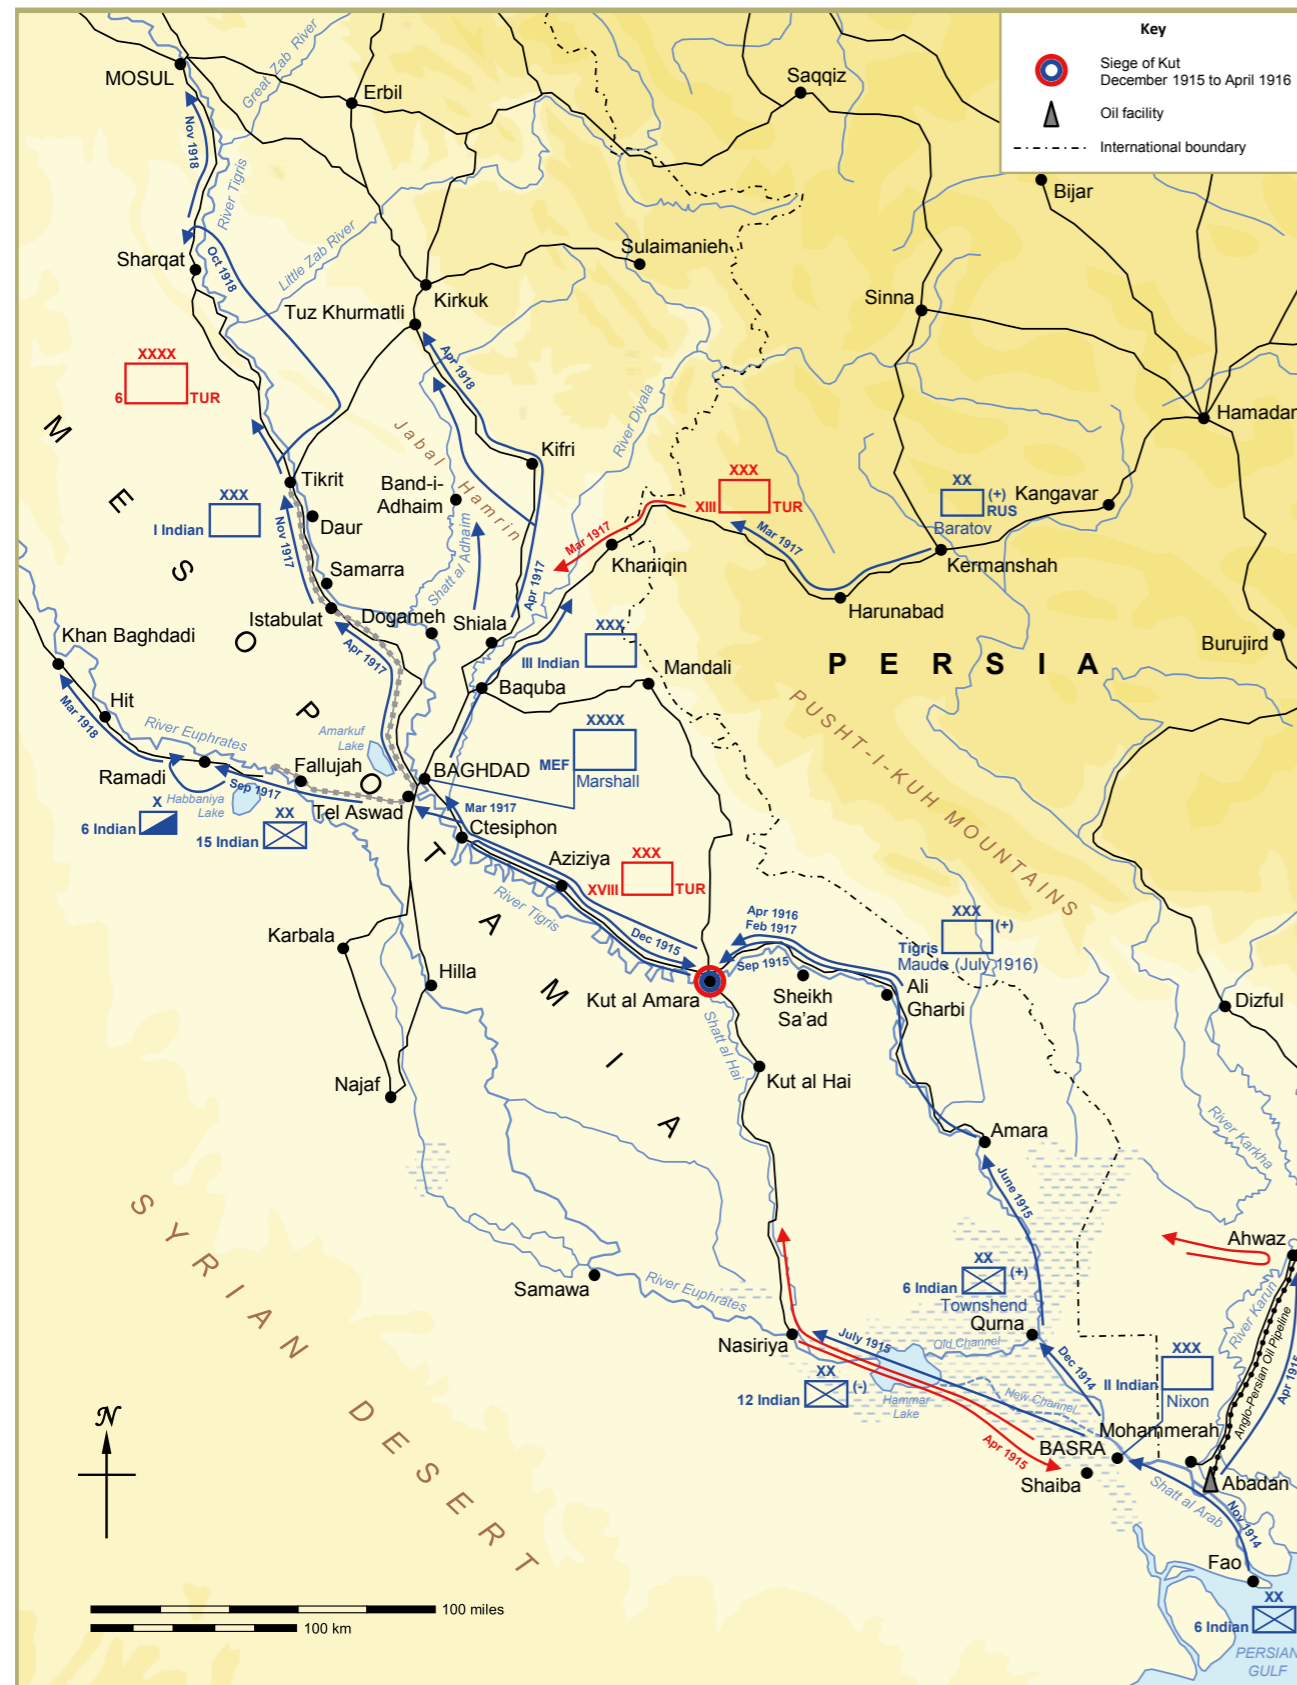 Key
Siege of Kut
December 1915 to April 1916
Oil facility
International boundary
MOSUL
Great Zab River
Erbil
Saqqiz
Bijar
Nov 1918
River Tigris
Sharqat
Oct 1918
Little Zab River
Sulaimanieh
Kirkuk
Tuz Khurmatli
Sinna
XXXX
6
TUR
Apr 1918
River Diyala
Hamadan
Jabal Hamrin
Kifri
Tikrit
Band-i-
Adhaim
XXX
XIII
TUR
XX
(+)
RUS
Baratov
Kangavar
XXX
I Indian
Daur
Nov 1917
Mar 1917
Khaniqin
Mar 1917
Kermanshah
Samarra
Shatt al Adhaim
Apr 1917
Harunabad
Istabulat
Dogameh
Shiala
XXX
III Indian
Khan Baghdadi
Apr 1917
Mandali
PERSIA
Burujird
Baquba
Hit
Mar 1918
River Euphrates
Amarkuf
Lake
XXXX
MEF
Marshall
PUSHT-I-KUH MOUNTAINS
Ramadi
Fallujah
BAGHDAD
Sep 1917
Habbaniya
Lake
Tel Aswad
Mar 1917
X
6 Indian
XX
15 Indian
Ctesiphon
Aziziya
XXX
XVIII
TUR
MESOPOTAMIA
River Tigris
Dec 1915
Apr 1916
Feb 1917
Sep 1915
XXX
(+)
Tigris
Maude (July 1916)
Karbala
Hilla
Kut al Amara
Sheikh
Sa'ad
Ali
Gharbi
Dizful
Shatt al Hai
Najaf
Kut al Hai
Amara
River Karkha
June 1915
SYRIAN DESERT
Samawa
River Euphrates
XX
6 Indian
(+)
Townshend
Qurna
Ahwaz
River Karun
Anglo-Persian Oil Pipeline
Apr 1915
Nasiriya
July 1915
Old Channel
Dec 1914
XX
12 Indian
(-)
Hammar
Lake
New Channel
XXX
II Indian
Nixon
Mohammerah
Apr 1915
BASRA
Shaiba
Abadan
Shatt al Arab
Nov 1914
Fao
XX
6 Indian
PERSIAN
GULF
N
100 miles
100 km